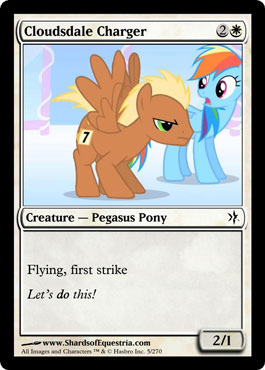 Cloudsdale Charger 2
7
Creature — Pegasus Pony
Flying, first strike
Let's do this!
2/1
www.ShardsofEquestria.com
All Images and Characters ™ & © Hasbro Inc. 5/270